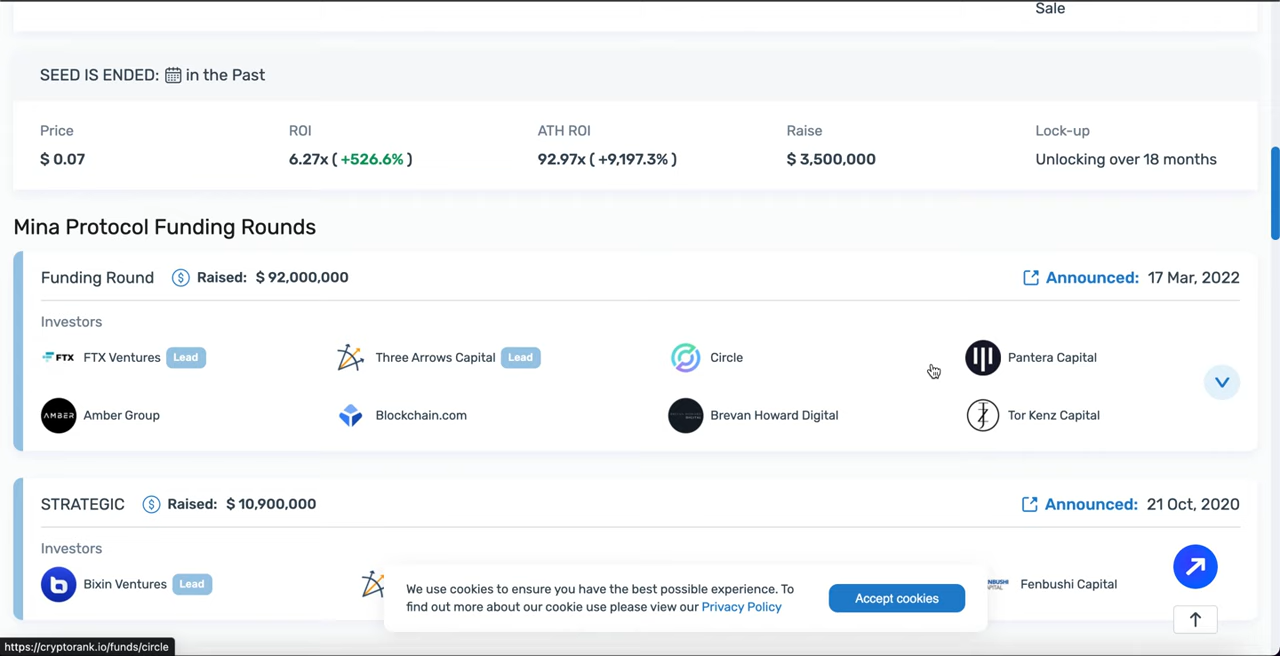 Sale
SEED IS ENDED: in the Past
Price ROI ATH ROI Raise Lock-up
$ 0.07 6.27x ( +526.6% ) 92.97x ( +9,197.3% ) $ 3,500,000 Unlocking over 18 months
Mina Protocol Funding Rounds
Funding Round Raised: $ 92,000,000 Announced: 17 Mar, 2022
Investors
FTX FTX Ventures Lead Three Arrows Capital Lead Circle Pantera Capital
AMBER Amber Group Blockchain.com Brevan Howard Digital Tor Kenz Capital
STRATEGIC Raised: $ 10,900,000 Announced: 21 Oct, 2020
Investors
Bixin Ventures Lead Fenbushi Capital
We use cookies to ensure you have the best possible experience. To
find out more about our cookie use please view our Privacy Policy
Accept cookies
https://cryptorank.io/funds/circle